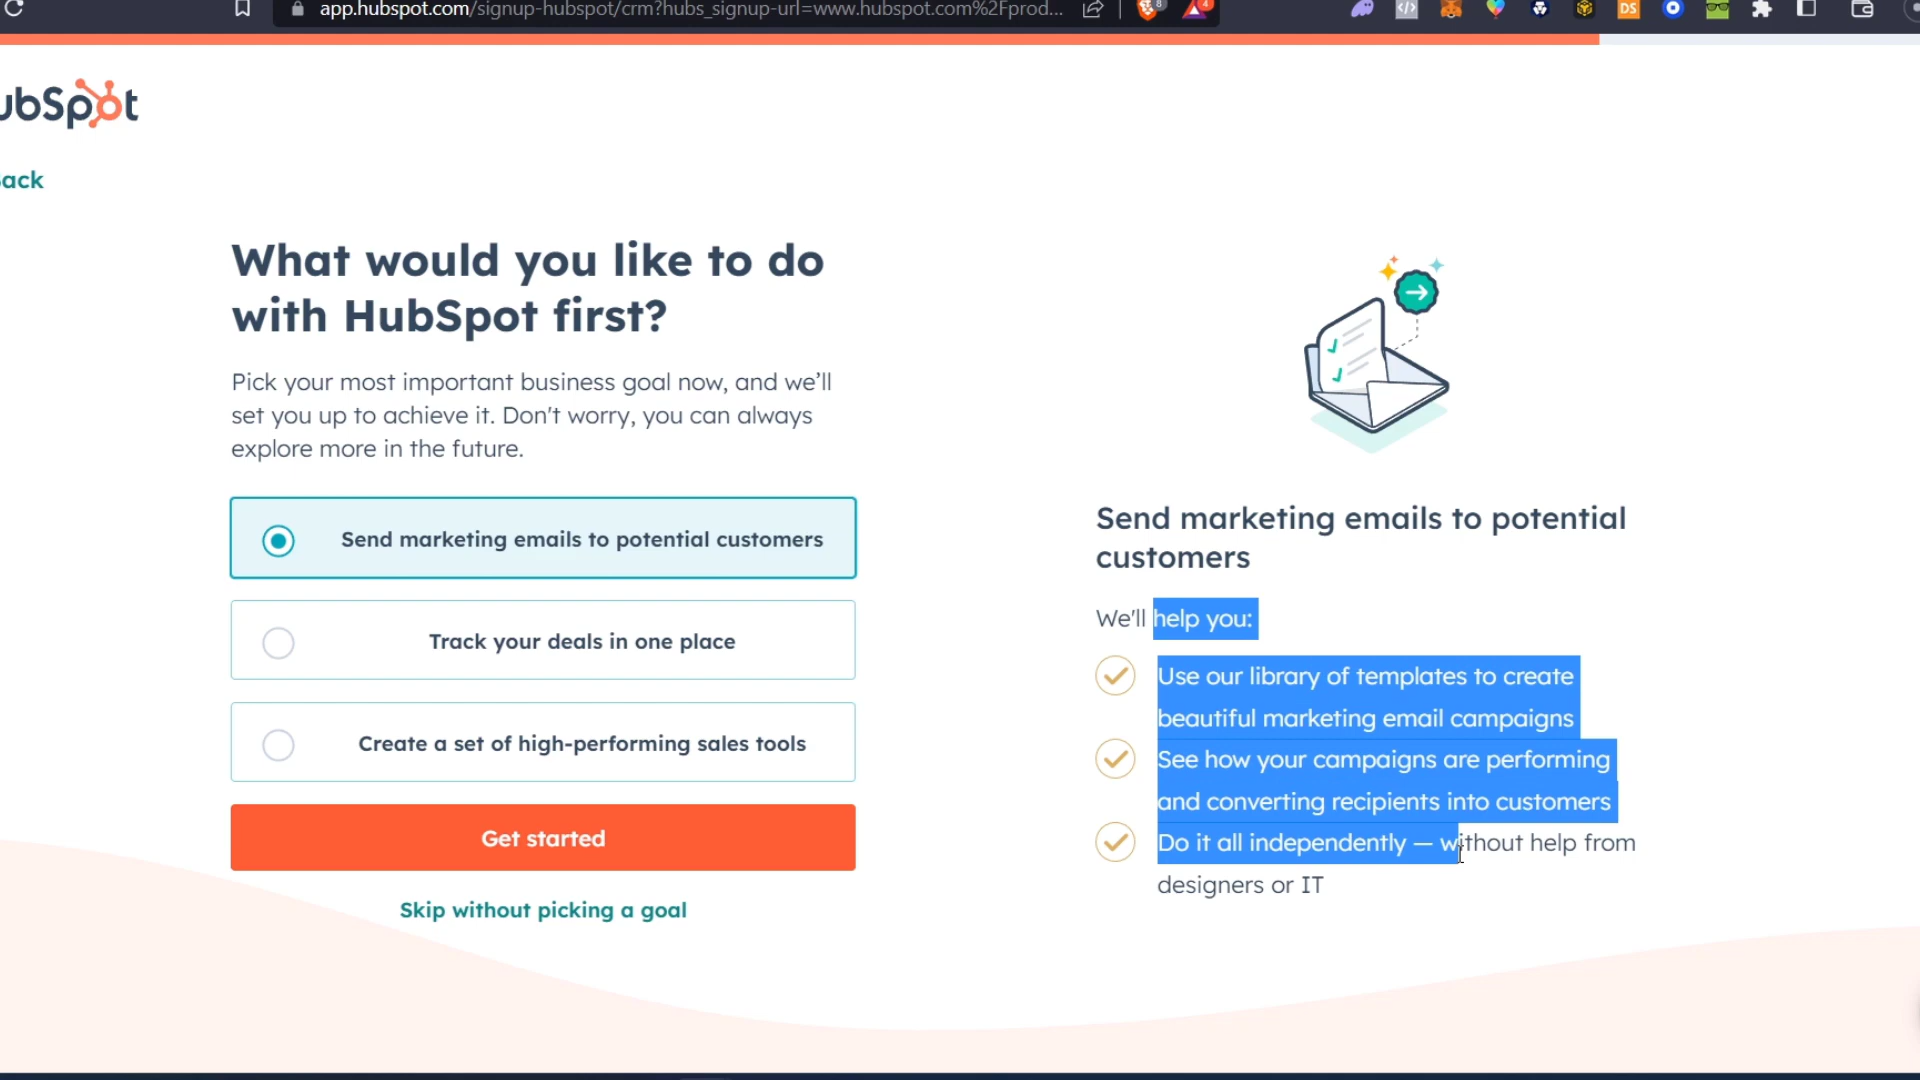 app.hubspot.com/signup-hubspot/crm?hubs_signup-url=www.hubspot.com%2Fprod...
8
4
DS
ubSpot
ack
What would you like to do
with HubSpot first?
Pick your most important business goal now, and we’ll
set you up to achieve it. Don't worry, you can always
explore more in the future.
Send marketing emails to potential customers
Track your deals in one place
Create a set of high-performing sales tools
Get started
Skip without picking a goal
Send marketing emails to potential
customers
We'll help you:
Use our library of templates to create
beautiful marketing email campaigns
See how your campaigns are performing
and converting recipients into customers
Do it all independently — without help from
designers or IT